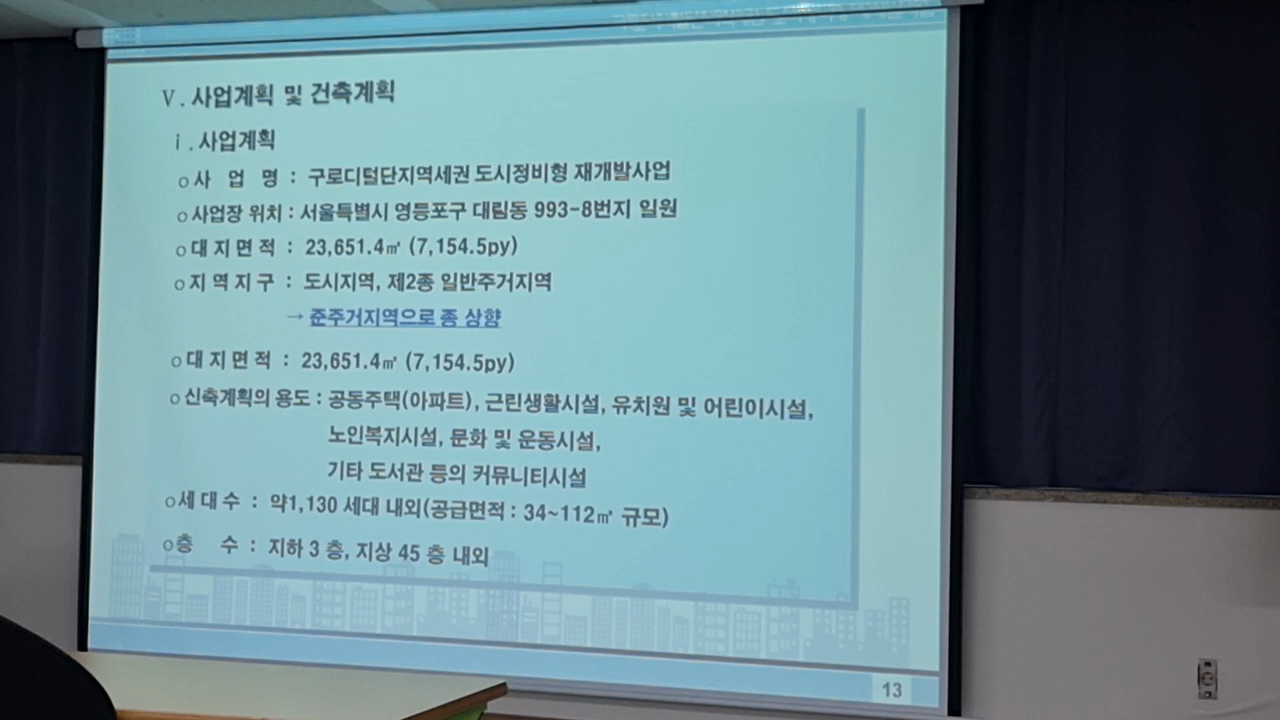 Ⅴ. 사업계획 및 건축계획
ⅰ. 사업계획
o 사 업 명 : 구로디털단지역세권 도시정비형 재개발사업
o 사업장 위치 : 서울특별시 영등포구 대림동 993-8번지 일원
o 대 지 면 적 : 23,651.4㎡ (7,154.5py)
o 지 역 지 구 : 도시지역, 제2종 일반주거지역
→ 준주거지역으로 종 상향
o 대 지 면 적 : 23,651.4㎡ (7,154.5py)
o 신축계획의 용도 : 공동주택(아파트), 근린생활시설, 유치원 및 어린이시설,
노인복지시설, 문화 및 운동시설,
기타 도서관 등의 커뮤니티시설
o 세 대 수 : 약1,130 세대 내외(공급면적 : 34~112㎡ 규모)
o 층 수 : 지하 3 층, 지상 45 층 내외
13